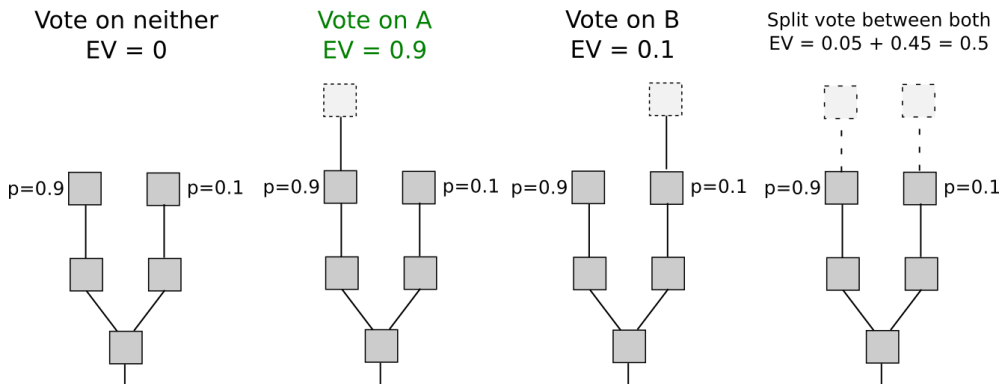 Vote on neither
EV = 0
Vote on A
EV = 0.9
Vote on B
EV = 0.1
Split vote between both
EV = 0.05 + 0.45 = 0.5
p=0.9
p=0.1
p=0.9
p=0.1
p=0.9
p=0.1
p=0.9
p=0.1